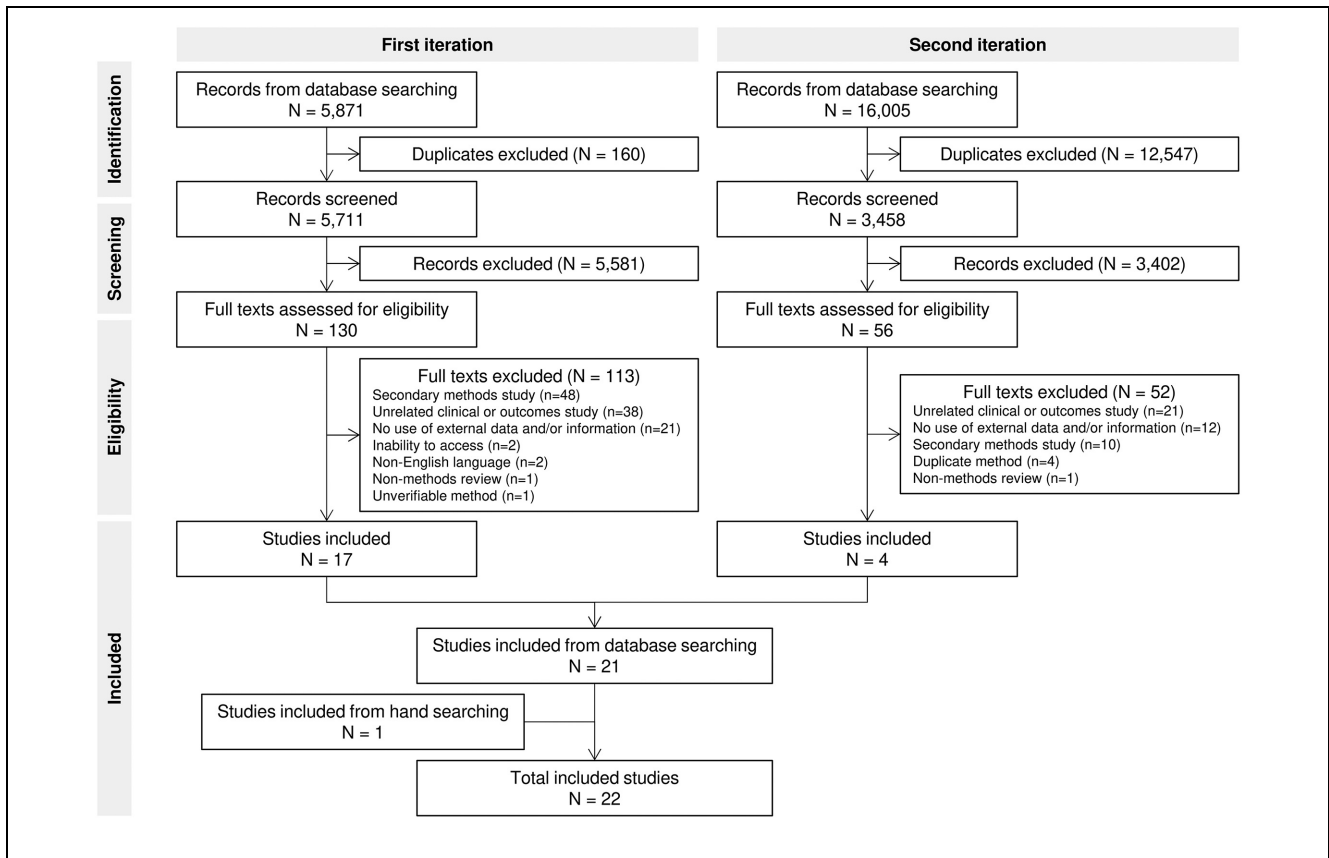 First iteration
Second iteration
Identification
Records from database searching
N = 5,871
Records from database searching
N = 16,005
Duplicates excluded (N = 160)
Duplicates excluded (N = 12,547)
Records screened
N = 5,711
Records screened
N = 3,458
Screening
Records excluded (N = 5,581)
Records excluded (N = 3,402)
Full texts assessed for eligibility
N = 130
Full texts assessed for eligibility
N = 56
Eligibility
Full texts excluded (N = 113)
Secondary methods study (n=48)
Unrelated clinical or outcomes study (n=38)
No use of external data and/or information (n=21)
Inability to access (n=2)
Non-English language (n=2)
Non-methods review (n=1)
Unverifiable method (n=1)
Full texts excluded (N = 52)
Unrelated clinical or outcomes study (n=21)
No use of external data and/or information (n=12)
Secondary methods study (n=10)
Duplicate method (n=4)
Non-methods review (n=1)
Included
Studies included
N = 17
Studies included
N = 4
Studies included from database searching
N = 21
Studies included from hand searching
N = 1
Total included studies
N = 22